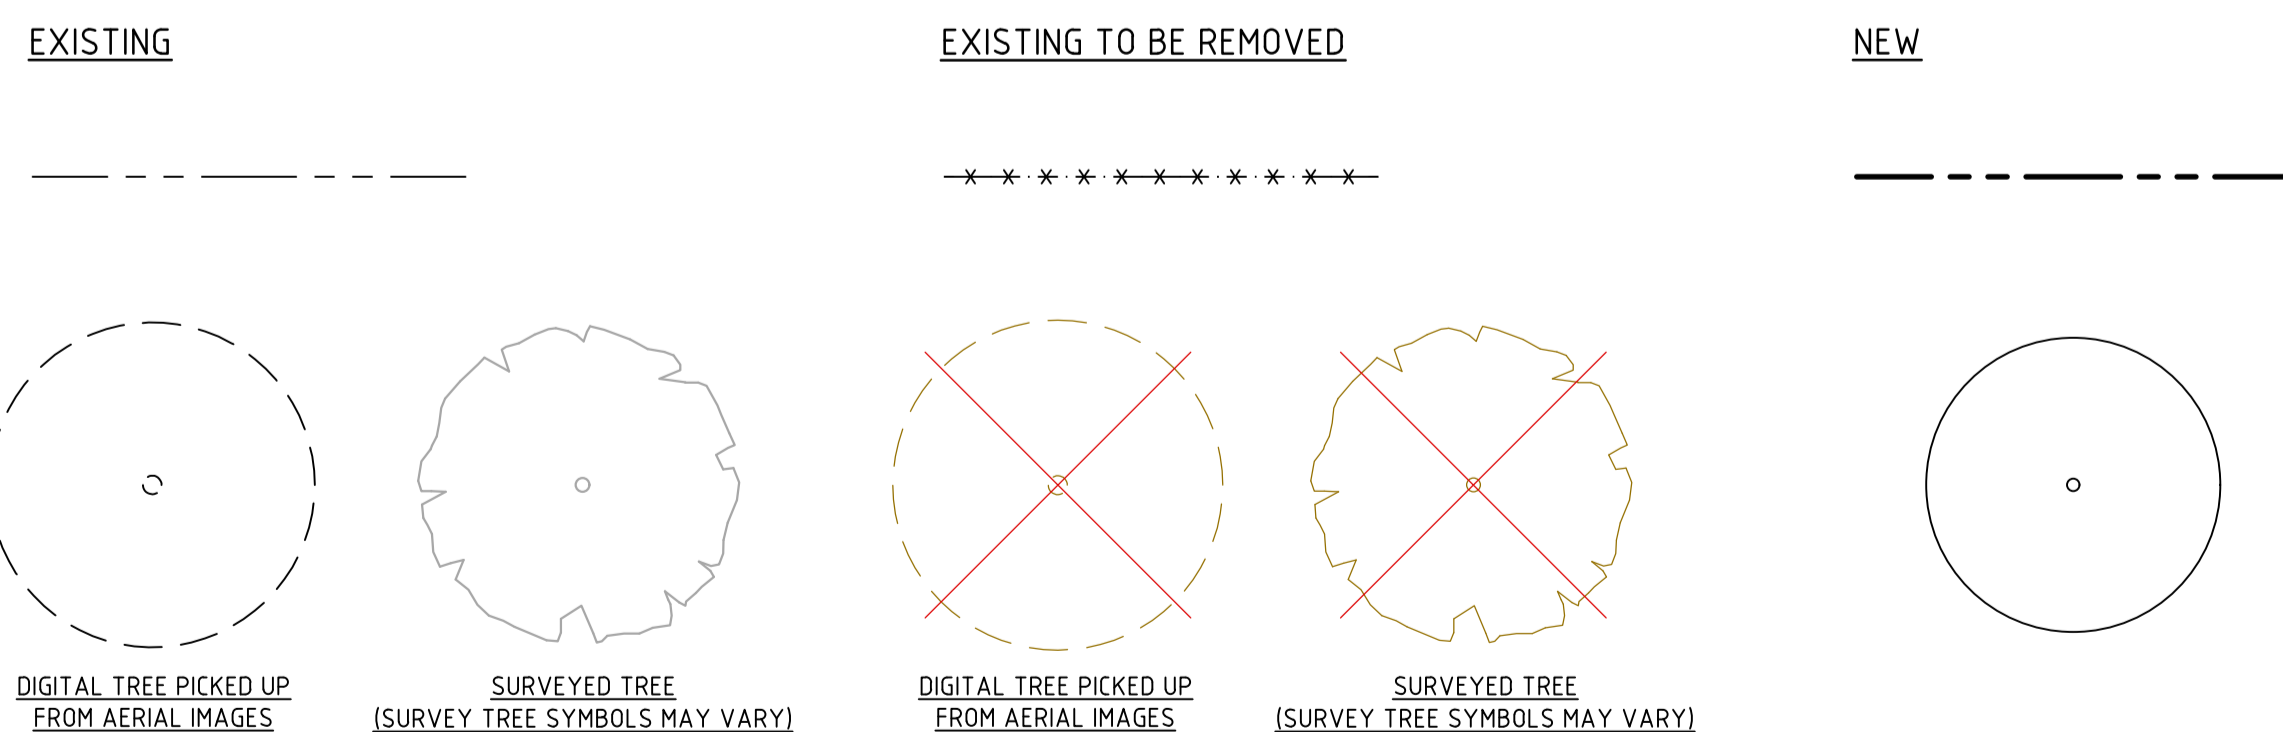 EXISTING
EXISTING TO BE REMOVED
NEW
DIGITAL TREE PICKED UP
FROM AERIAL IMAGES
SURVEYED TREE
(SURVEY TREE SYMBOLS MAY VARY)
DIGITAL TREE PICKED UP
FROM AERIAL IMAGES
SURVEYED TREE
(SURVEY TREE SYMBOLS MAY VARY)